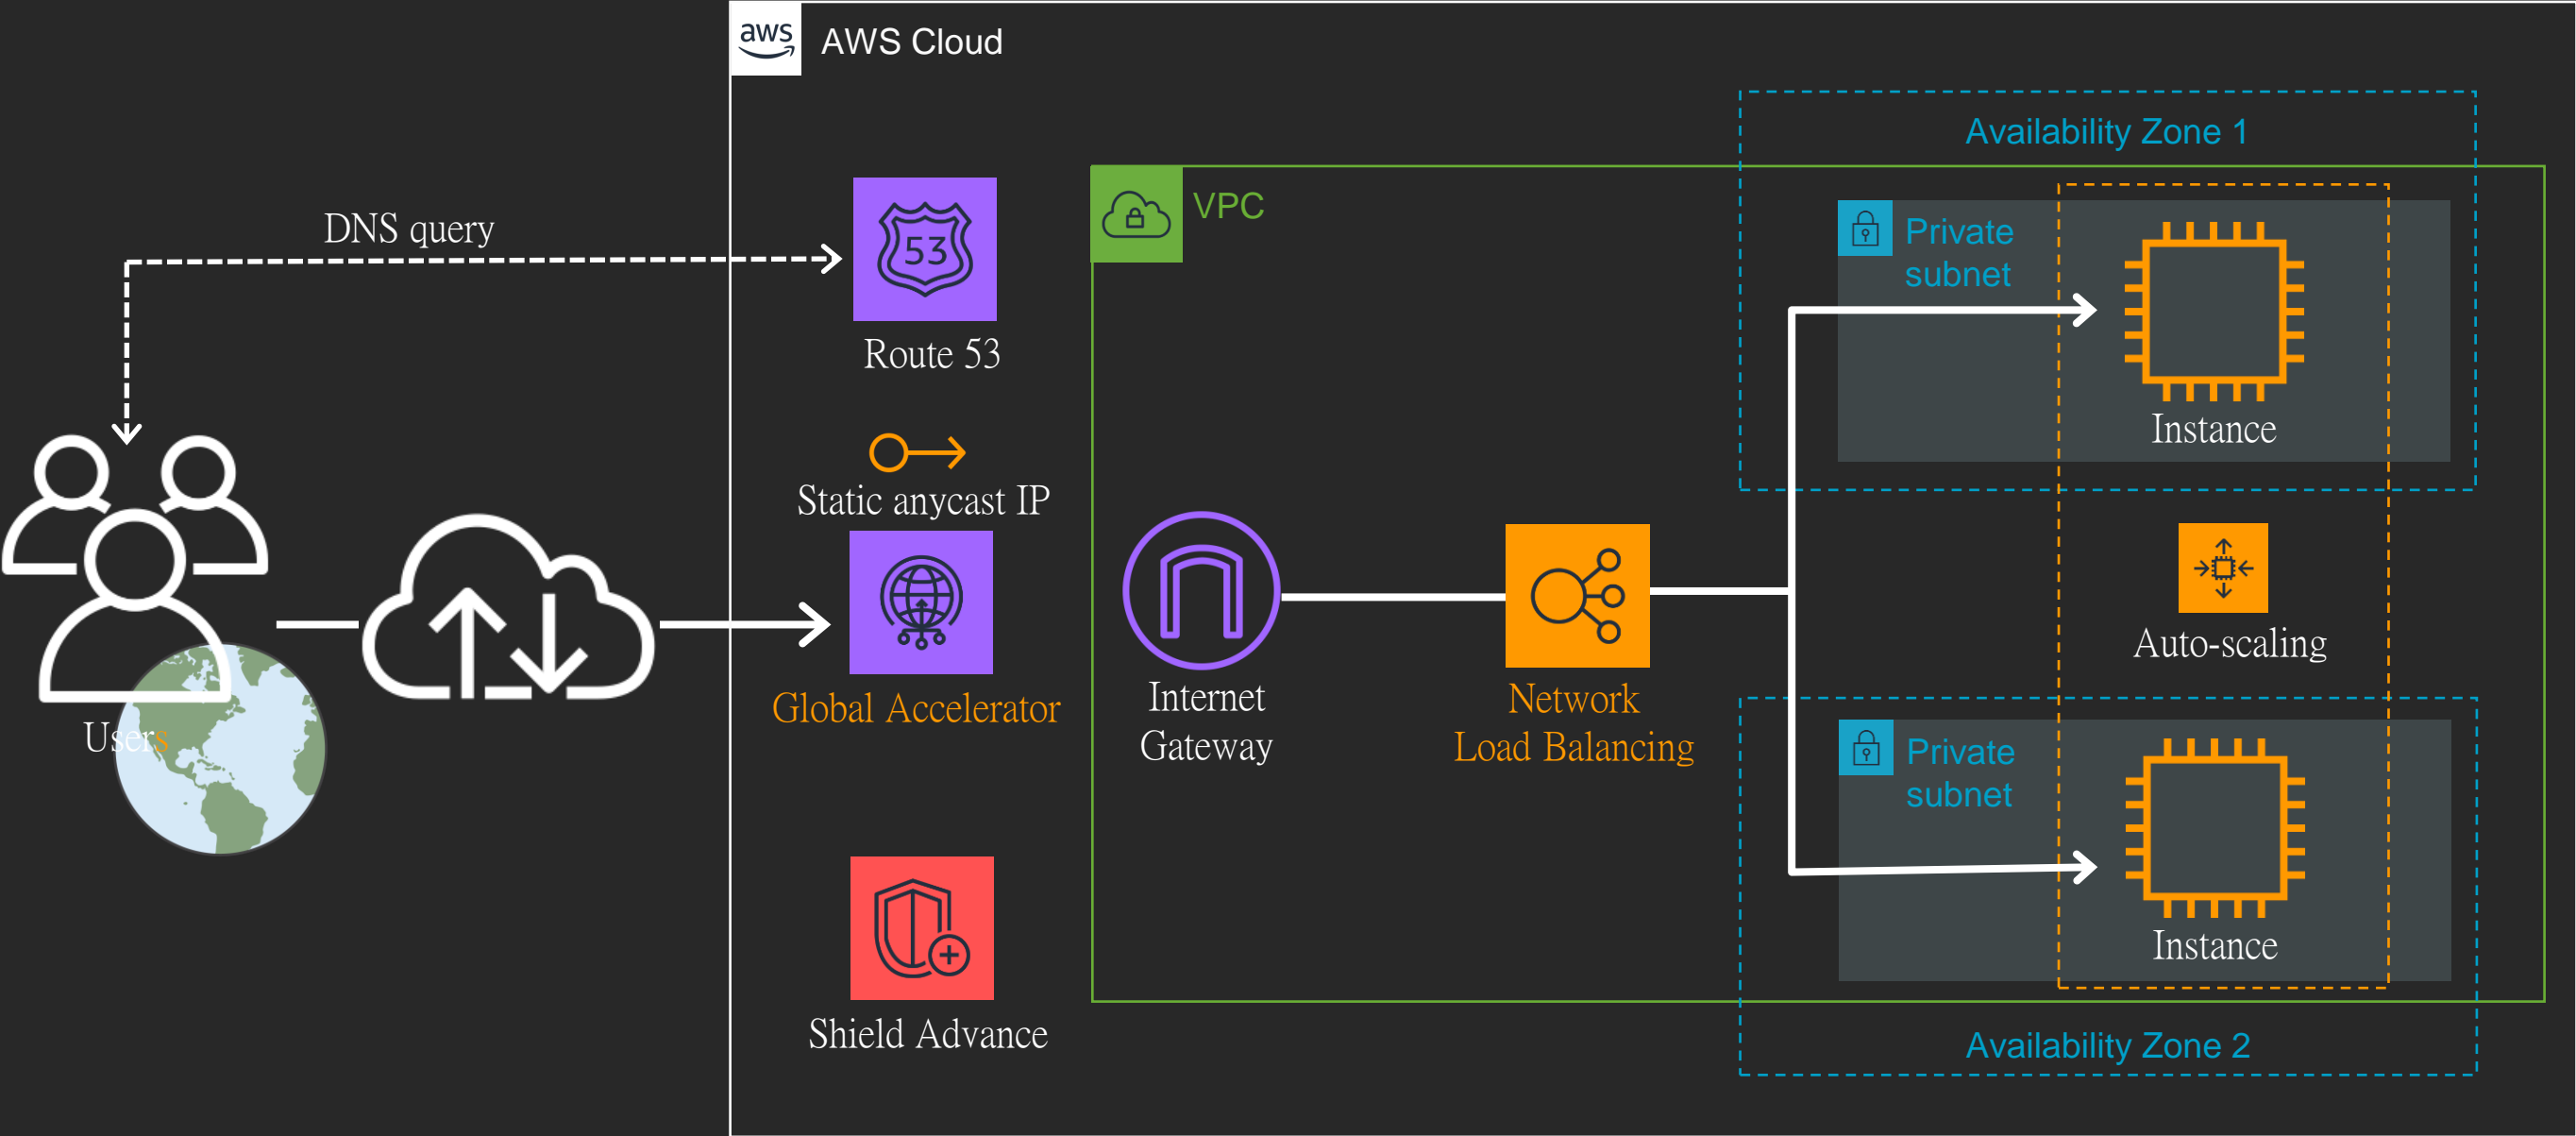 aws
AWS Cloud
Availability Zone 1
VPC
DNS query
53
Route 53
Private
subnet
Instance
Static anycast IP
Global Accelerator
Internet
Gateway
Network
Load Balancing
Auto-scaling
Users
Private
subnet
Instance
Shield Advance
Availability Zone 2